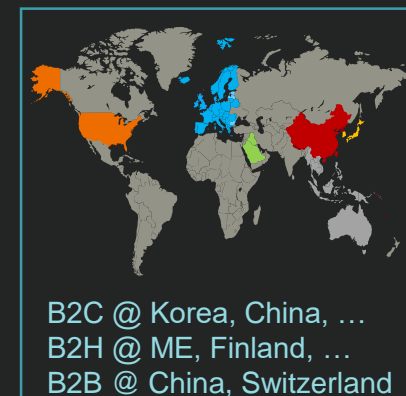 B2C @ Korea, China, …
B2H @ ME, Finland, …
B2B @ China, Switzerland